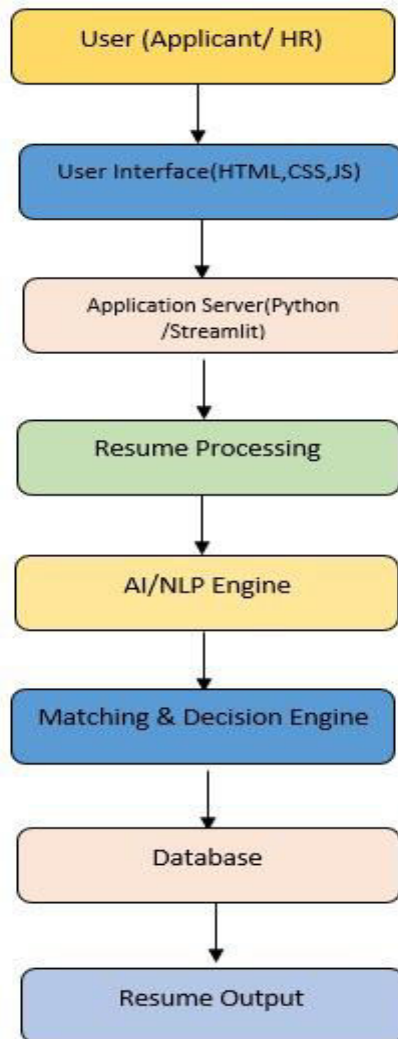 User (Applicant/ HR)
User Interface(HTML,CSS,JS)
Application Server(Python
/Streamlit)
Resume Processing
AI/NLP Engine
Matching & Decision Engine
Database
Resume Output